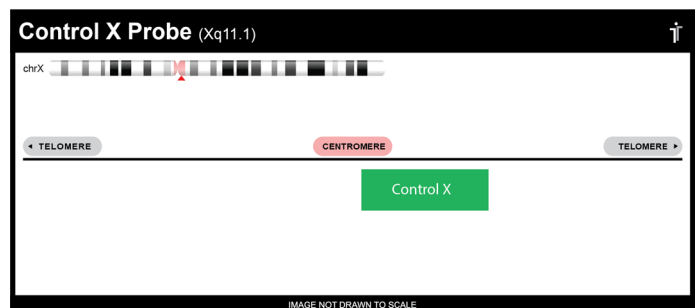 Control X Probe (Xq11.1)
chrX
TELOMERE
CENTROMERE
TELOMERE
Control X
IMAGE NOT DRAWN TO SCALE